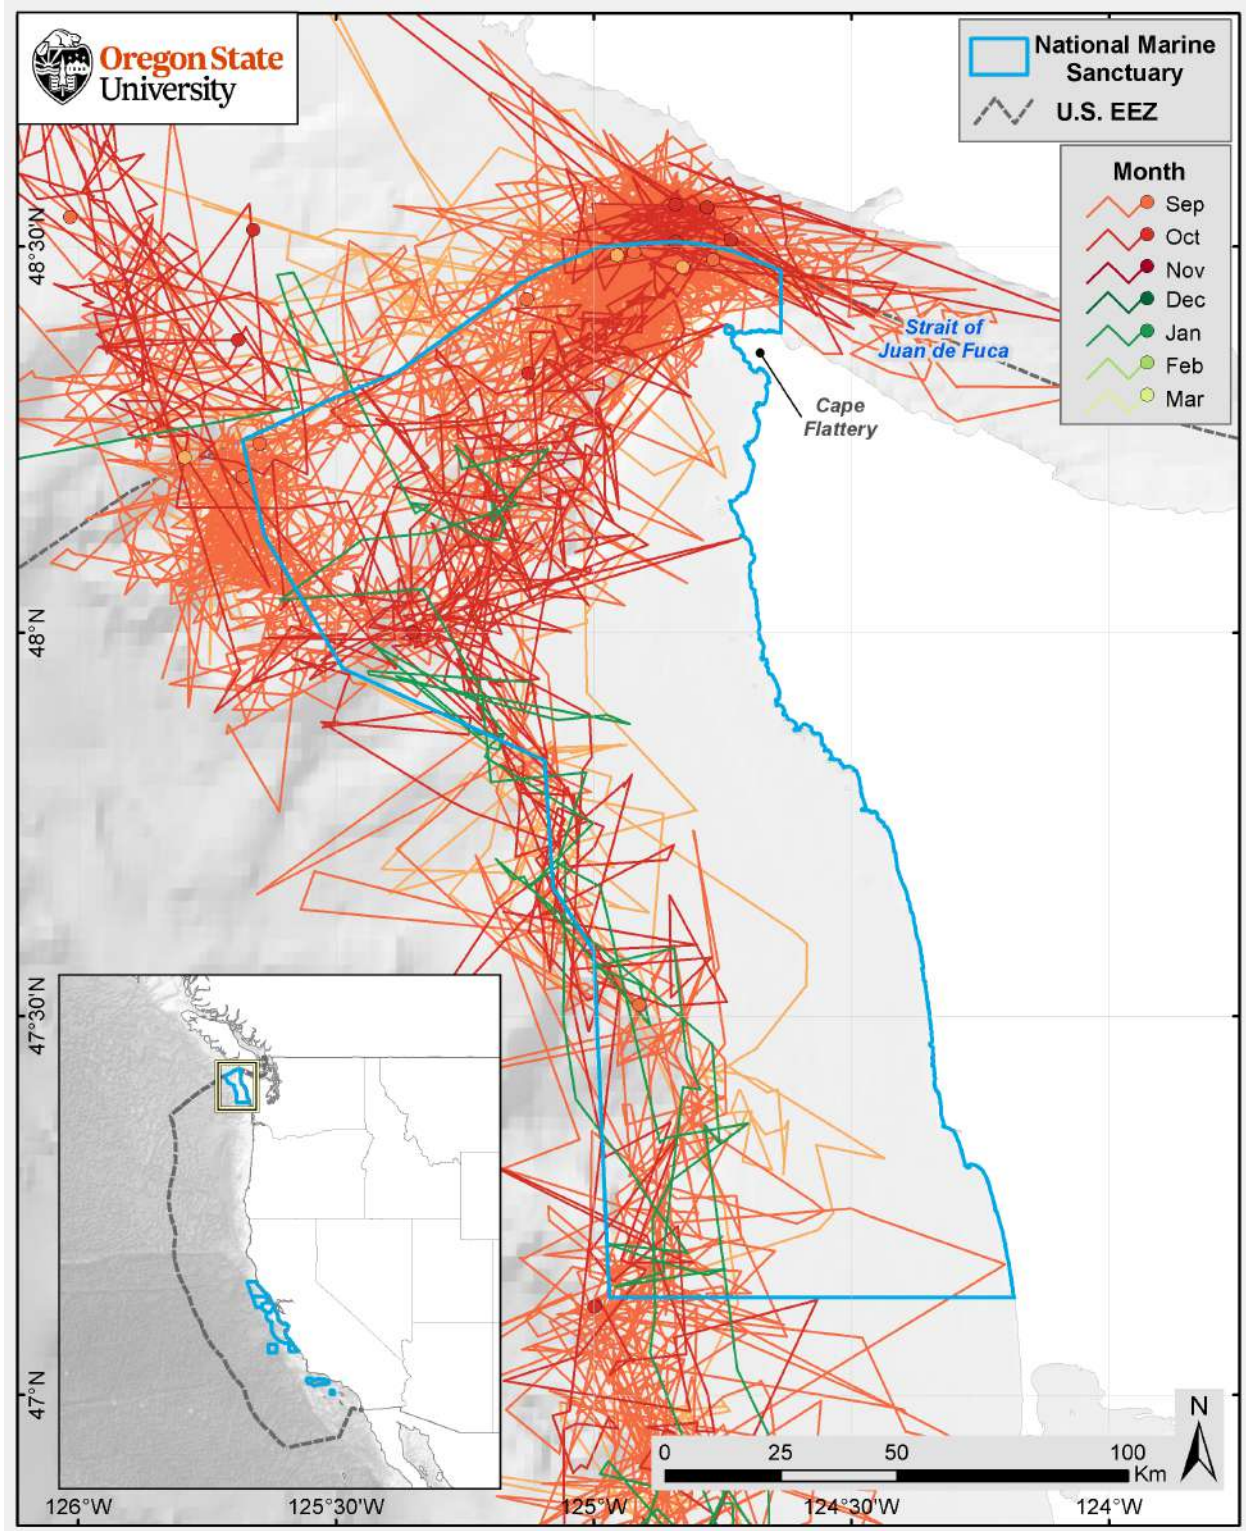 Oregon State
University
National Marine
Sanctuary
U.S. EEZ
Month
Sep
Oct
Nov
Dec
Jan
Feb
Mar
48°30'N
48°N
47°30'N
47°N
Strait of
Juan de Fuca
Cape
Flattery
N
0 25 50 100
Km
126°W 125°30'W 125°W 124°30'W 124°W